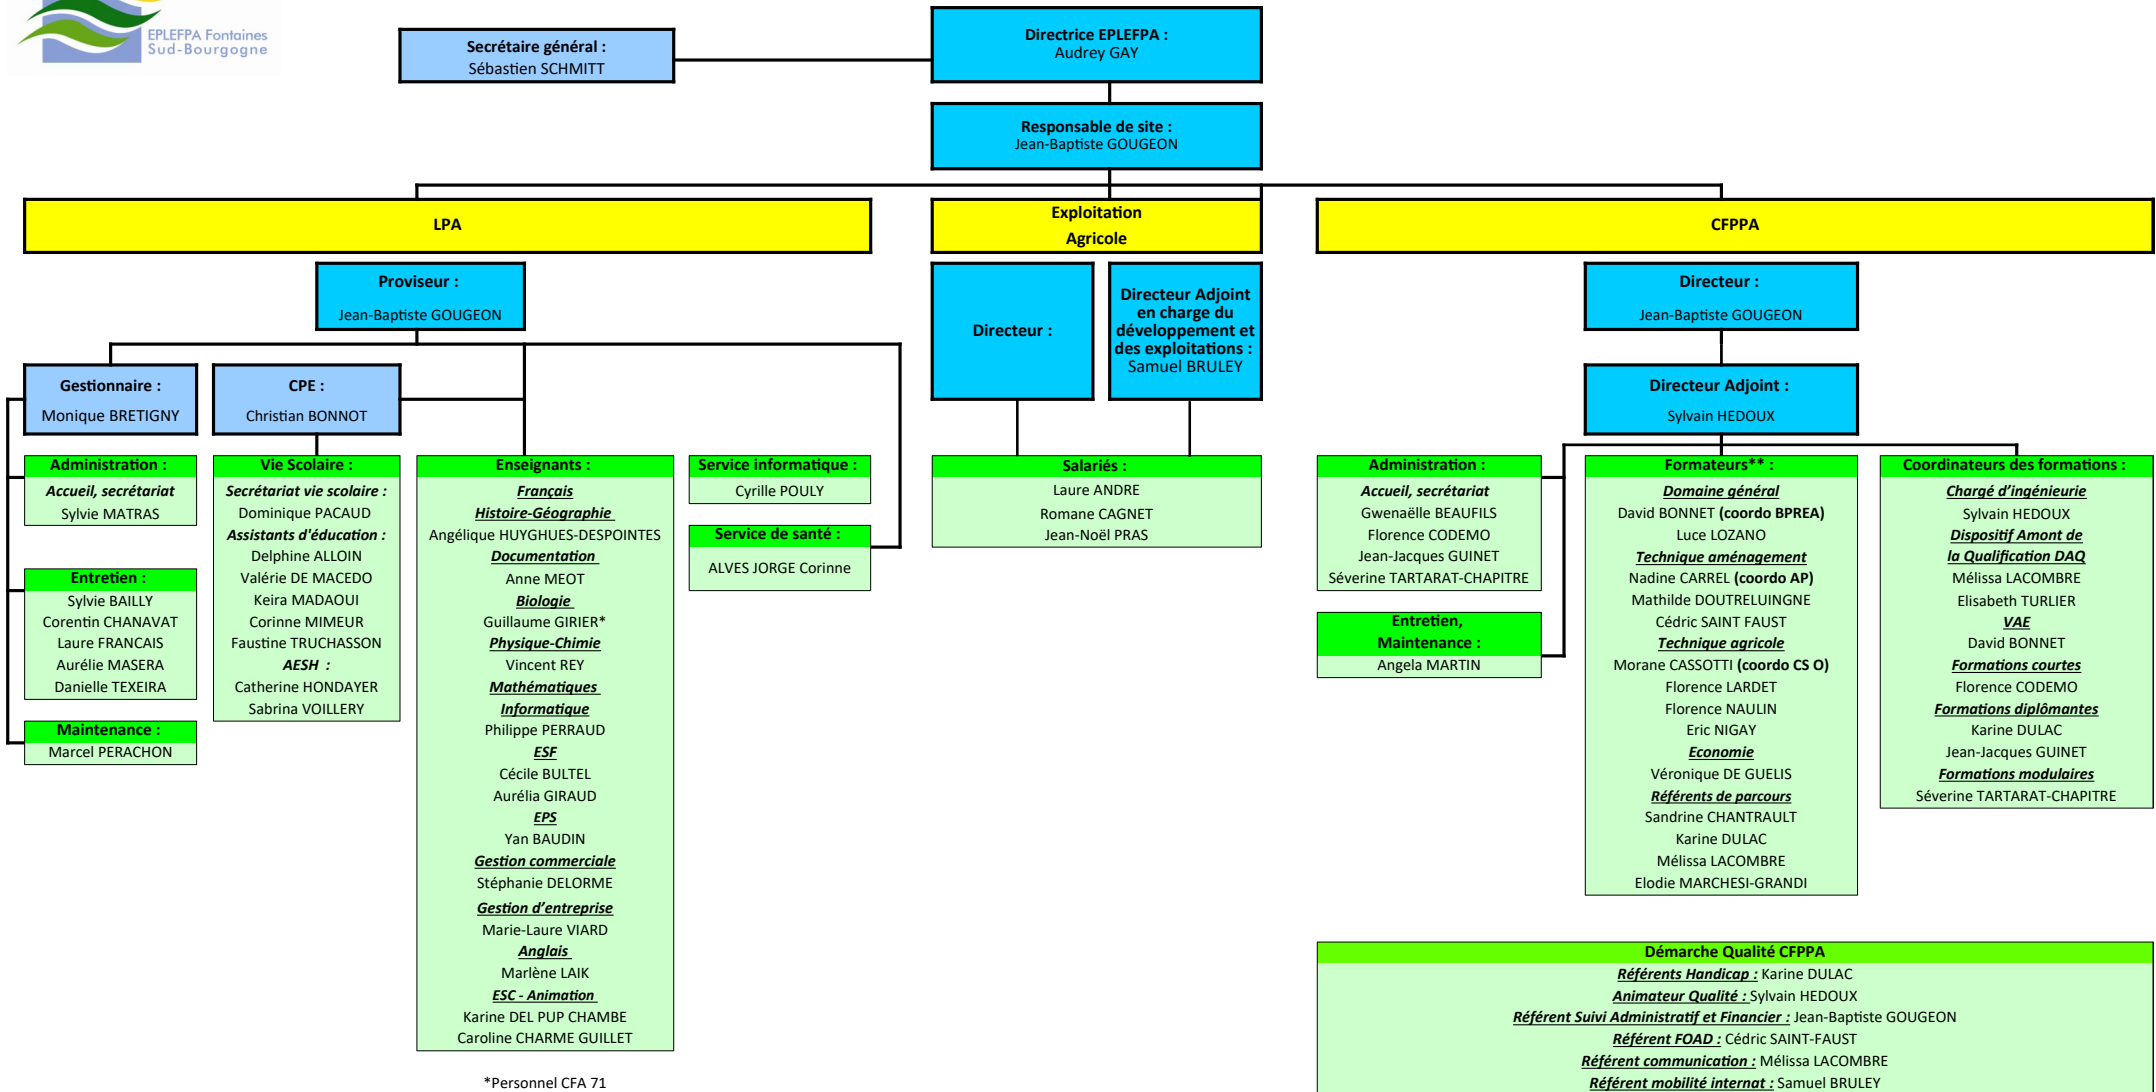 EPLEFPA Fontaines
Sud-Bourgogne
Secrétaire général :
Sébastien SCHMITT
Directrice EPLEFPA :
Audrey GAY
Responsable de site :
Jean-Baptiste GOUGEON
LPA
Proviseur :
Jean-Baptiste GOUGEON
Gestionnaire :
Monique BRETIGNY
CPE :
Christian BONNOT
Administration :
Accueil, secrétariat
Sylvie MATRAS
Entretien :
Sylvie BAILLY
Corentin CHANAVAT
Laure FRANCAIS
Aurélie MASERA
Danielle TEXEIRA
Maintenance :
Marcel PERACHON
Vie Scolaire :
Secrétariat vie scolaire :
Dominique PACAUD
Assistants d'éducation :
Delphine ALLOIN
Valérie DE MACEDO
Keira MADAOUI
Corinne MIMEUR
Faustine TRUCHASSON
AESH :
Catherine HONDAYER
Sabrina VOILLERY
Enseignants :
Français
Histoire-Géographie
Angélique HUYGHUES-DESPOINTES
Documentation
Anne MEOT
Biologie
Guillaume GIRIER*
Physique-Chimie
Vincent REY
Mathématiques
Informatique
Philippe PERRAUD
ESF
Cécile BULTEL
Aurélia GIRAUD
EPS
Yan BAUDIN
Gestion commerciale
Stéphanie DELORME
Gestion d’entreprise
Marie-Laure VIARD
Anglais
Marlène LAIK
ESC - Animation
Karine DEL PUP CHAMBE
Caroline CHARME GUILLET
*Personnel CFA 71
Service informatique :
Cyrille POULY
Service de santé :
ALVES JORGE Corinne
Exploitation
Agricole
Directeur :
Directeur Adjoint
en charge du
développement et
des exploitations :
Samuel BRULEY
Salariés :
Laure ANDRE
Romane CAGNET
Jean-Noël PRAS
CFPPA
Directeur :
Jean-Baptiste GOUGEON
Directeur Adjoint :
Sylvain HEDOUX
Administration :
Accueil, secrétariat
Gwenaëlle BEAUFILS
Florence CODEMO
Jean-Jacques GUINET
Séverine TARTARAT-CHAPITRE
Entretien,
Maintenance :
Angela MARTIN
Formateurs** :
Domaine général
David BONNET (coordo BPREA)
Luce LOZANO
Technique aménagement
Nadine CARREL (coordo AP)
Mathilde DOUTRELUINGNE
Cédric SAINT FAUST
Technique agricole
Morane CASSOTTI (coordo CS O)
Florence LARDET
Florence NAULIN
Eric NIGAY
Economie
Véronique DE GUELIS
Référents de parcours
Sandrine CHANTRAULT
Karine DULAC
Mélissa LACOMBRE
Elodie MARCHESI-GRANDI
Coordinateurs des formations :
Chargé d’ingénieurie
Sylvain HEDOUX
Dispositif Amont de
la Qualification DAQ
Mélissa LACOMBRE
Elisabeth TURLIER
VAE
David BONNET
Formations courtes
Florence CODEMO
Formations diplômantes
Karine DULAC
Jean-Jacques GUINET
Formations modulaires
Séverine TARTARAT-CHAPITRE
Démarche Qualité CFPPA
Référents Handicap : Karine DULAC
Animateur Qualité : Sylvain HEDOUX
Référent Suivi Administratif et Financier : Jean-Baptiste GOUGEON
Référent FOAD : Cédric SAINT-FAUST
Référent communication : Mélissa LACOMBRE
Référent mobilité internat : Samuel BRULEY